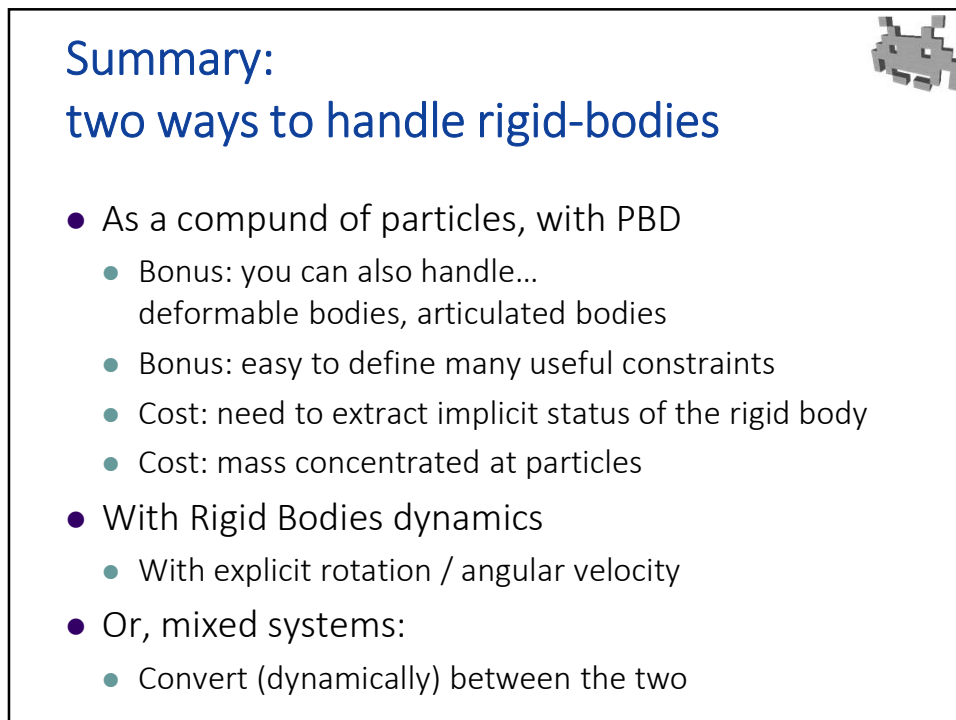 Summary:
two ways to handle rigid-bodies
As a compund of particles, with PBD
Bonus: you can also handle…
deformable bodies, articulated bodies
Bonus: easy to define many useful constraints
Cost: need to extract implicit status of the rigid body
Cost: mass concentrated at particles
With Rigid Bodies dynamics
With explicit rotation / angular velocity
Or, mixed systems:
Convert (dynamically) between the two